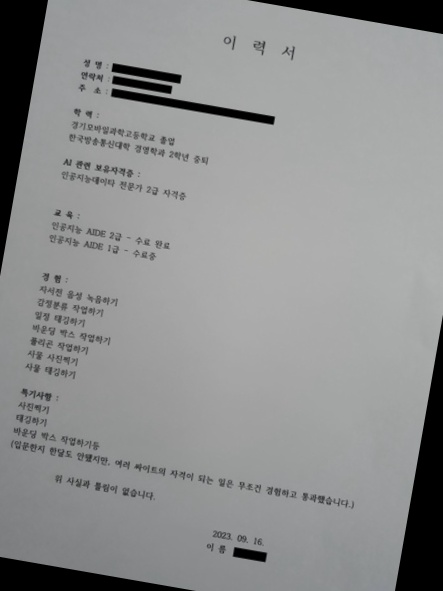 이 력 서
성 명 :
연락처 :
주 소 :
학 력 :
경기모바일과학고등학교 졸업
한국방송통신대학 경영학과 2학년 중퇴
AI 관련 보유자격증 :
인공지능데이타 전문가 2급 자격증
교 육 :
인공지능 AIDE 2급 - 수료 완료
인공지능 AIDE 1급 - 수료중
경 험 :
자서전 음성 녹음하기
감정분류 작업하기
일정 태깅하기
바운딩 박스 작업하기
폴리곤 작업하기
사물 사진찍기
사물 태깅하기
특기사항 :
사진찍기
태깅하기
바운딩 박스 작업하기등
(입문한지 한달도 안됐지만, 여러 싸이트의 자격이 되는 일은 무조건 경험하고 통과했습니다.)
위 사실과 틀림이 없습니다.
2023. 09. 16.
이 름